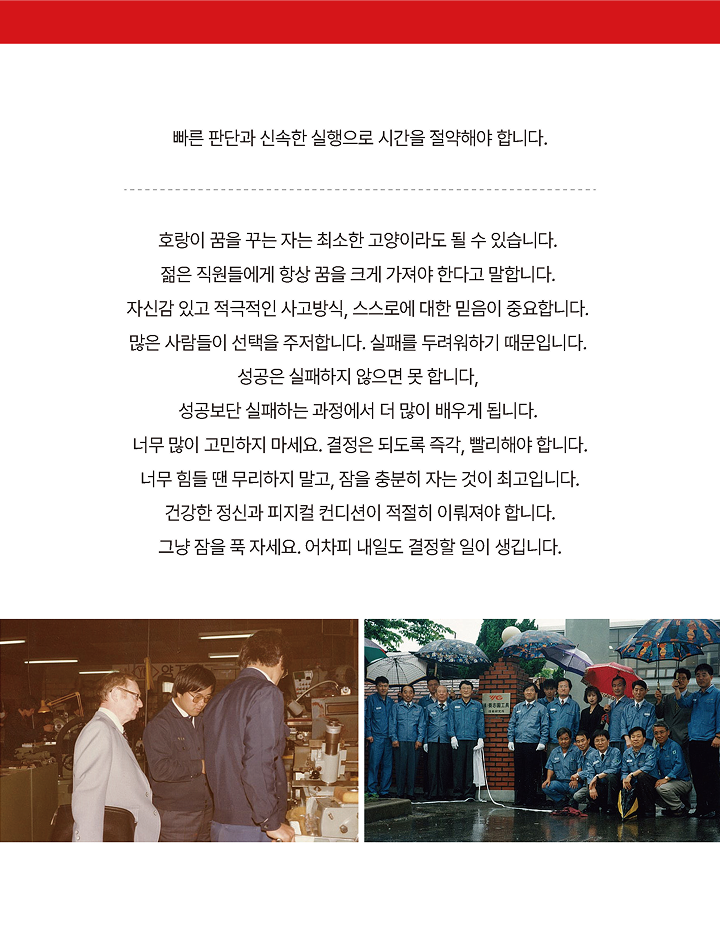 빠른 판단과 신속한 실행으로 시간을 절약해야 합니다.
호랑이 꿈을 꾸는 자는 최소한 고양이라도 될 수 있습니다.
젊은 직원들에게 항상 꿈을 크게 가져야 한다고 말합니다.
자신감 있고 적극적인 사고방식, 스스로에 대한 믿음이 중요합니다.
많은 사람들이 선택을 주저합니다. 실패를 두려워하기 때문입니다.
성공은 실패하지 않으면 못 합니다,
성공보단 실패하는 과정에서 더 많이 배우게 됩니다.
너무 많이 고민하지 마세요. 결정은 되도록 즉각, 빨리해야 합니다.
너무 힘들 땐 무리하지 말고, 잠을 충분히 자는 것이 최고입니다.
건강한 정신과 피지컬 컨디션이 적절히 이뤄져야 합니다.
그냥 잠을 푹 자세요. 어차피 내일도 결정할 일이 생깁니다.
YG